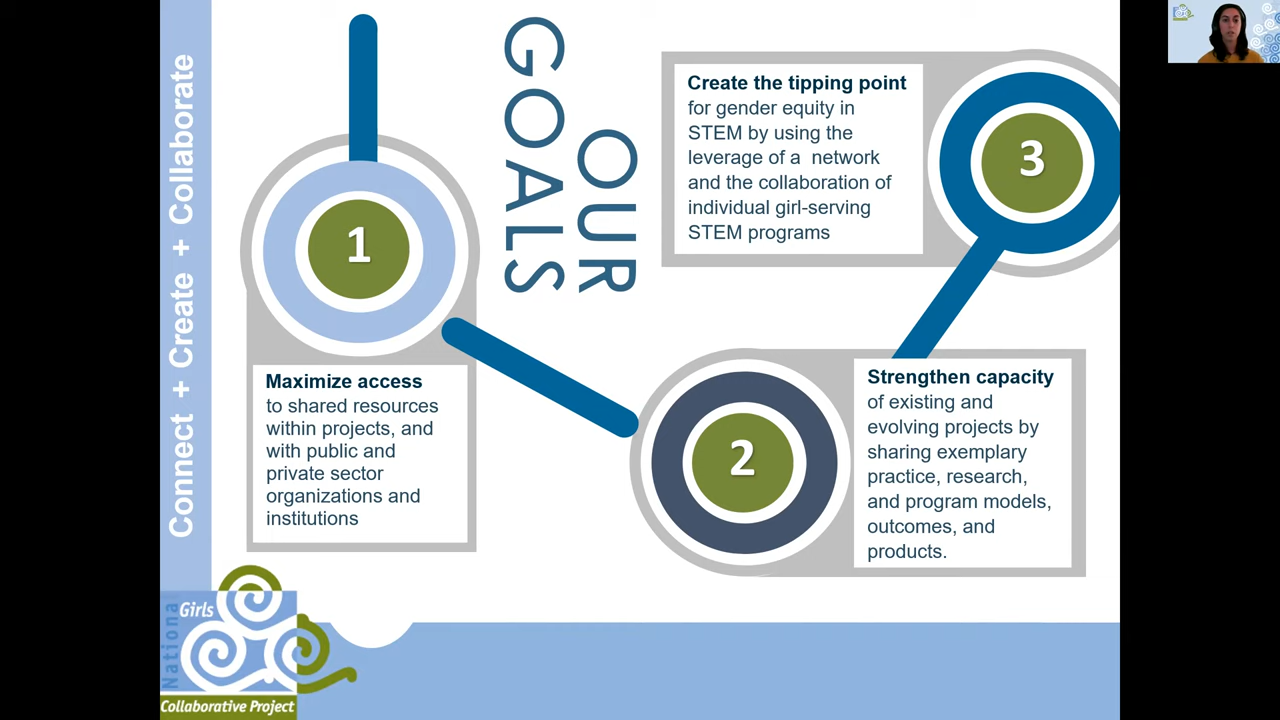 Connect + Create + Collaborate
OUR
GOALS
1
Maximize access
to shared resources
within projects, and
with public and
private sector
organizations and
institutions
2
Strengthen capacity
of existing and
evolving projects by
sharing exemplary
practice, research,
and program models,
outcomes, and
products.
3
Create the tipping point
for gender equity in
STEM by using the
leverage of a network
and the collaboration of
individual girl-serving
STEM programs
National
Girls
Collaborative Project